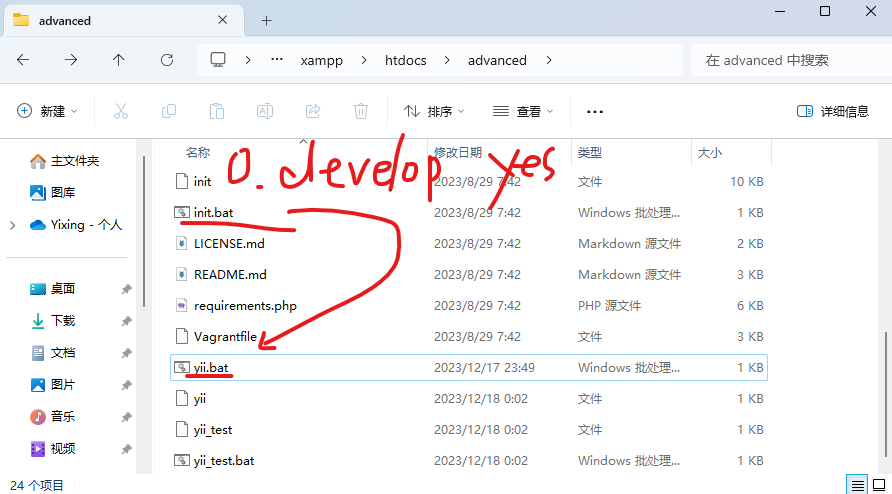 advanced
xampp > htdocs > advanced >
在 advanced 中搜索
新建 排序 查看 详细信息
名称 修改日期 类型 大小
0. develop yes
init 2023/8/29 7:42 文件 10 KB
init.bat 2023/8/29 7:42 Windows 批处理... 1 KB
LICENSE.md 2023/8/29 7:42 Markdown 源文件 2 KB
README.md 2023/8/29 7:42 Markdown 源文件 3 KB
requirements.php 2023/8/29 7:42 PHP 源文件 6 KB
Vagrantfile 2023/8/29 7:42 文件 3 KB
yii.bat 2023/12/17 23:49 Windows 批处理... 1 KB
yii 2023/12/18 0:02 文件 1 KB
yii_test 2023/12/18 0:02 文件 1 KB
yii_test.bat 2023/12/18 0:02 Windows 批处理... 1 KB
主文件夹
图库
Yixing - 个人
桌面
下载
文档
图片
音乐
视频
24 个项目